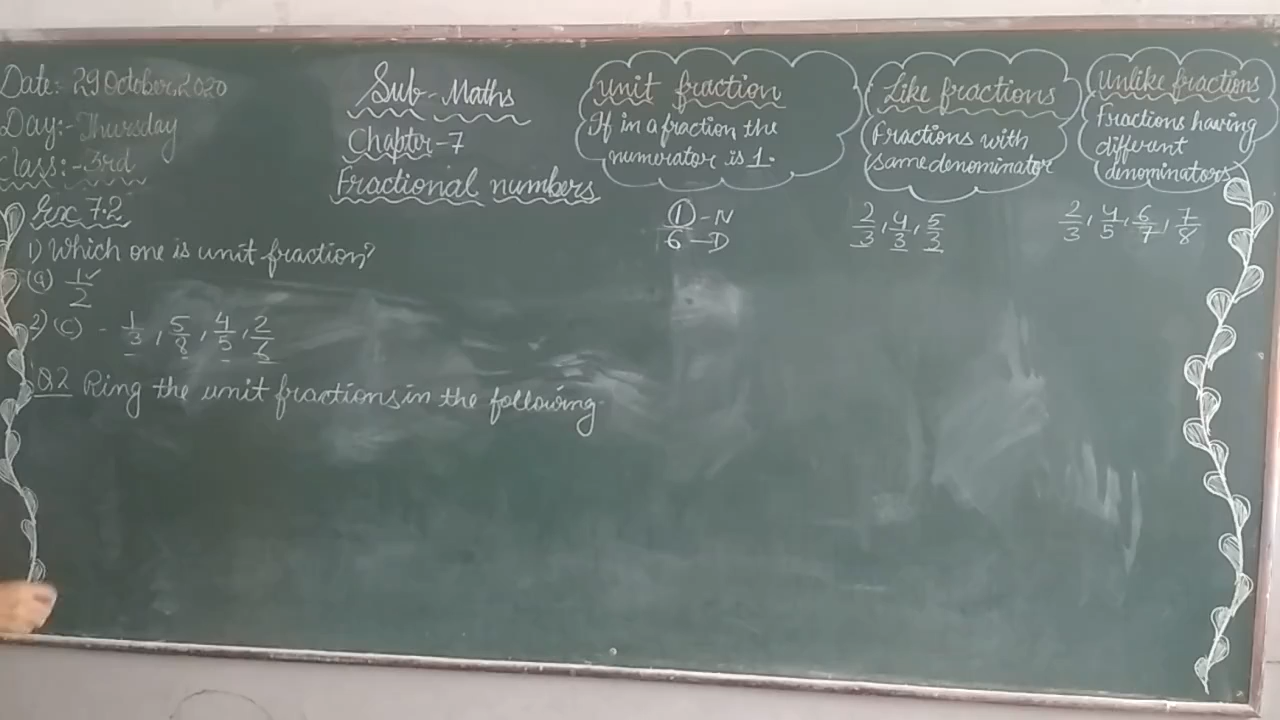 Date:- 29 October, 2020
Day:- Thursday
Class:- 3rd
Sub- Maths
Chapter-7
Fractional numbers
Unit fraction
If in a fraction the
numerator is 1.
1 - N
6 - D
Like fractions
Fractions with
same denominator
2/3, 4/3, 5/3
Unlike fractions
Fractions having
different
denominators
2/3, 4/5, 6/7, 7/8
Ex 7.2
1) Which one is unit fraction?
(a) 1/2 ✓
2) (c) - 1/3, 5/8, 4/5, 2/6
Q2 Ring the unit fractions in the following.